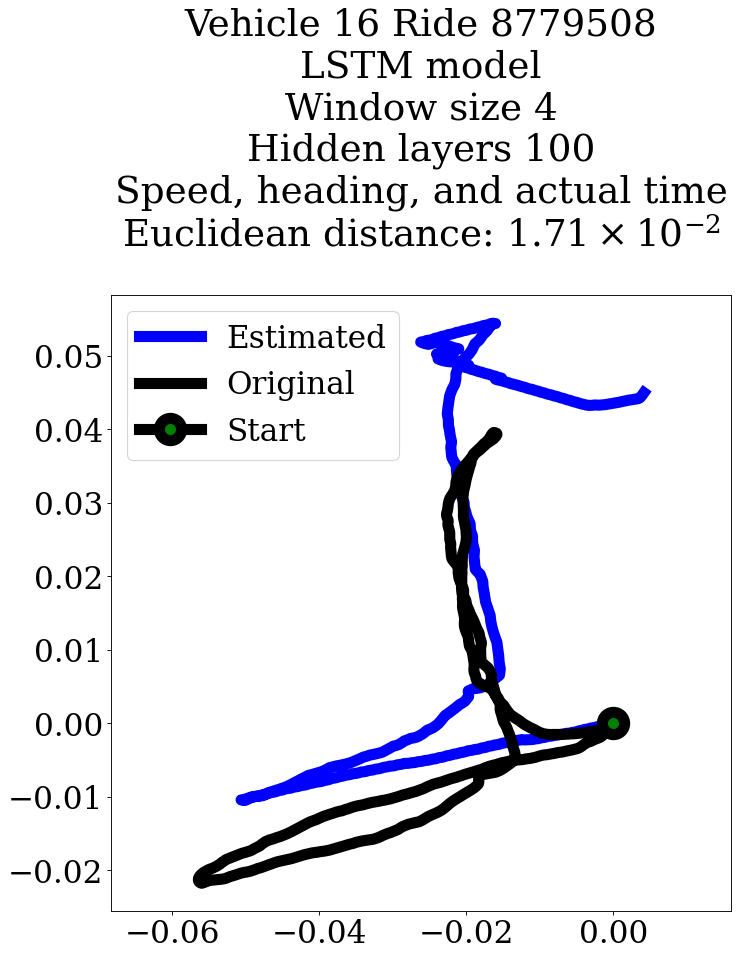 Vehicle 16 Ride 8779508
LSTM model
Window size 4
Hidden layers 100
Speed, heading, and actual time
Euclidean distance: 1.71 × 10⁻²
Estimated
Original
Start
0.05
0.04
0.03
0.02
0.01
0.00
−0.01
−0.02
−0.06 −0.04 −0.02 0.00